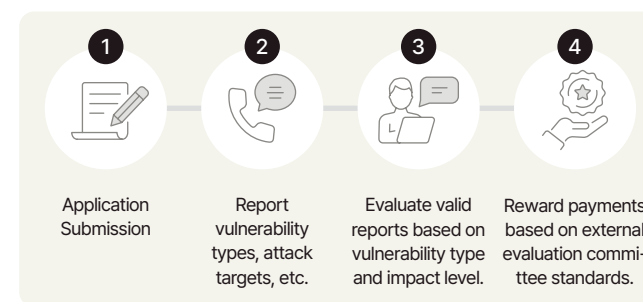 1
2
3
4
Application
Submission
Report
vulnerability
types, attack
targets, etc.
Evaluate valid
reports based on
vulnerability type
and impact level.
Reward payments
based on external
evaluation commi-
ttee standards.